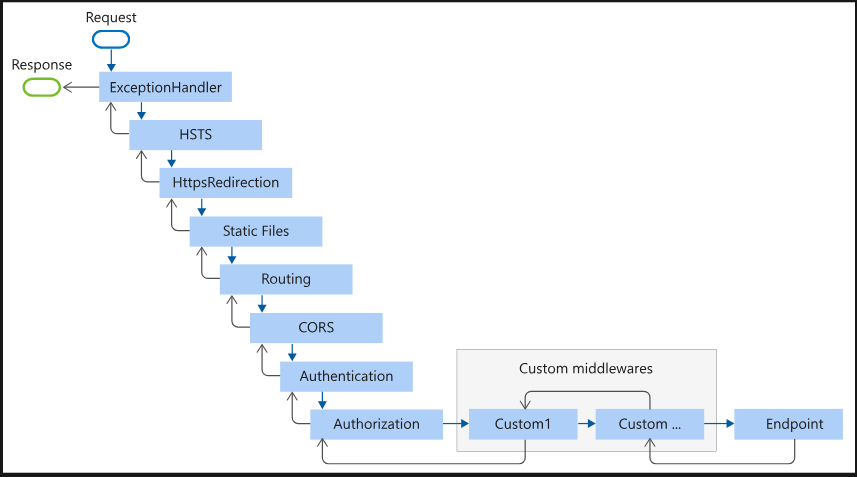 Request
Response
ExceptionHandler
HSTS
HttpsRedirection
Static Files
Routing
CORS
Authentication
Custom middlewares
Authorization
Custom1
Custom ...
Endpoint